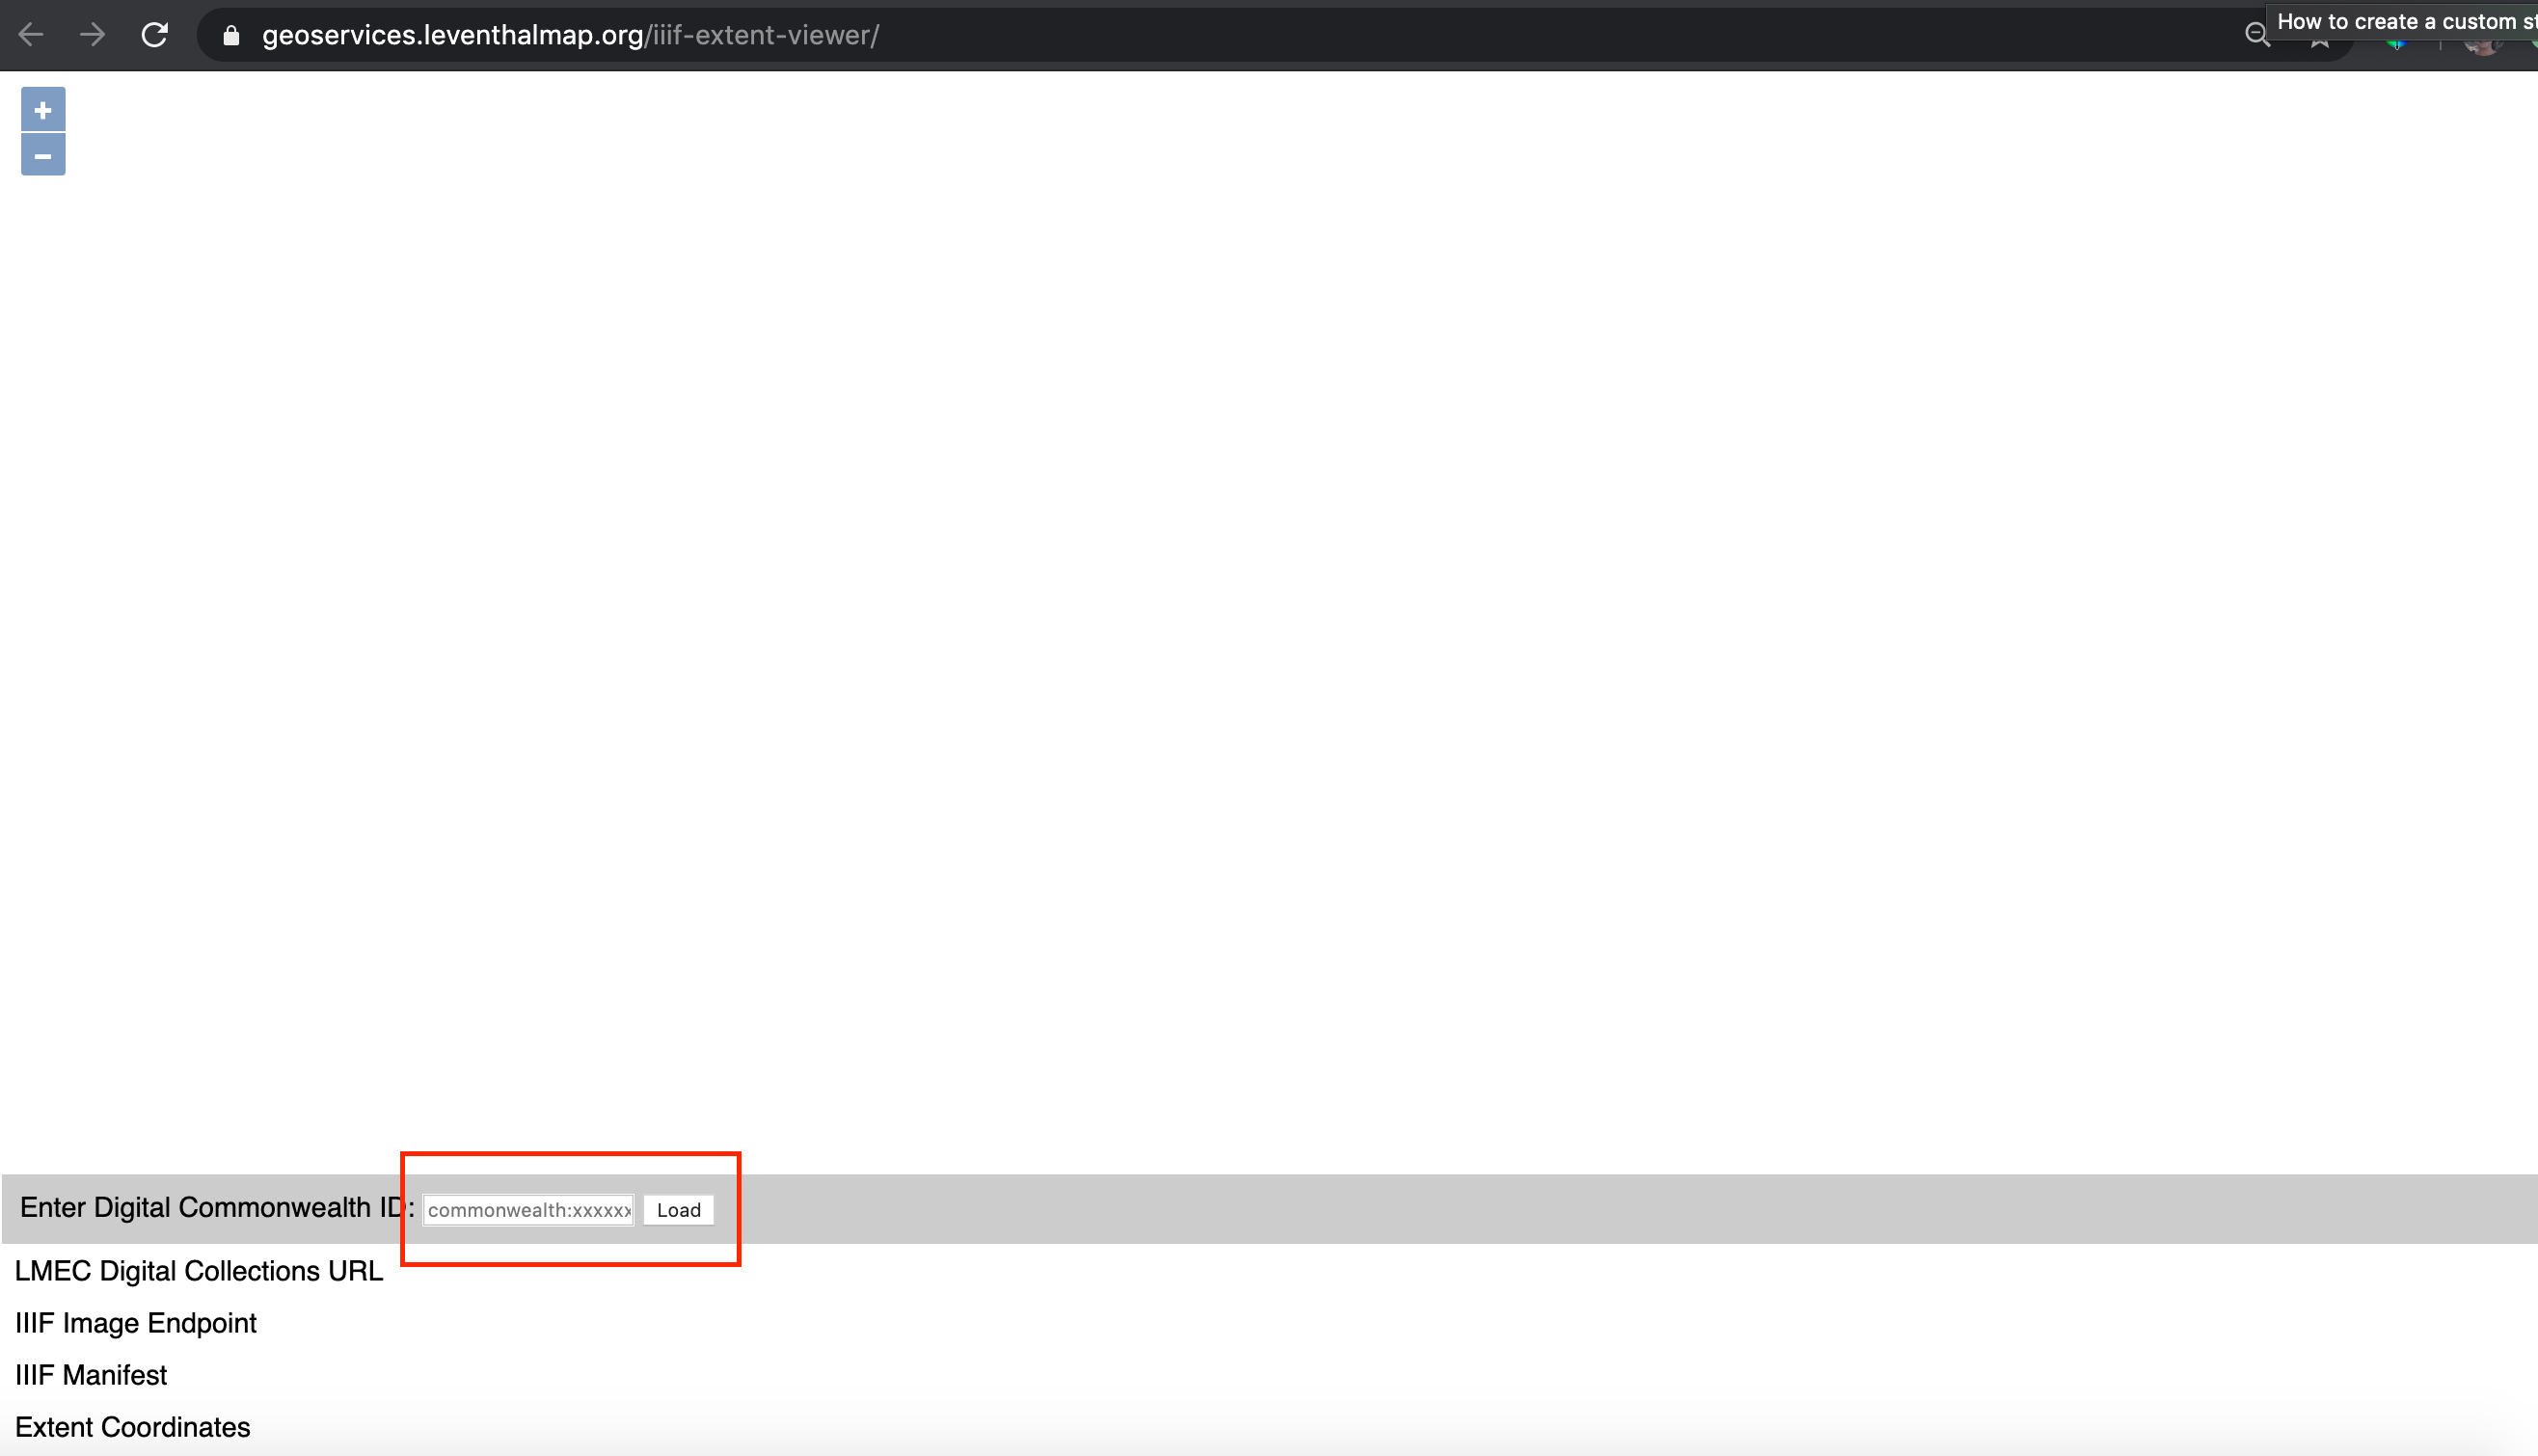 geoservices.leventhalmap.org/iiif-extent-viewer/
How to create a custom st
+
−
Enter Digital Commonwealth ID: commonwealth:xxxxxx Load
LMEC Digital Collections URL
IIIF Image Endpoint
IIIF Manifest
Extent Coordinates